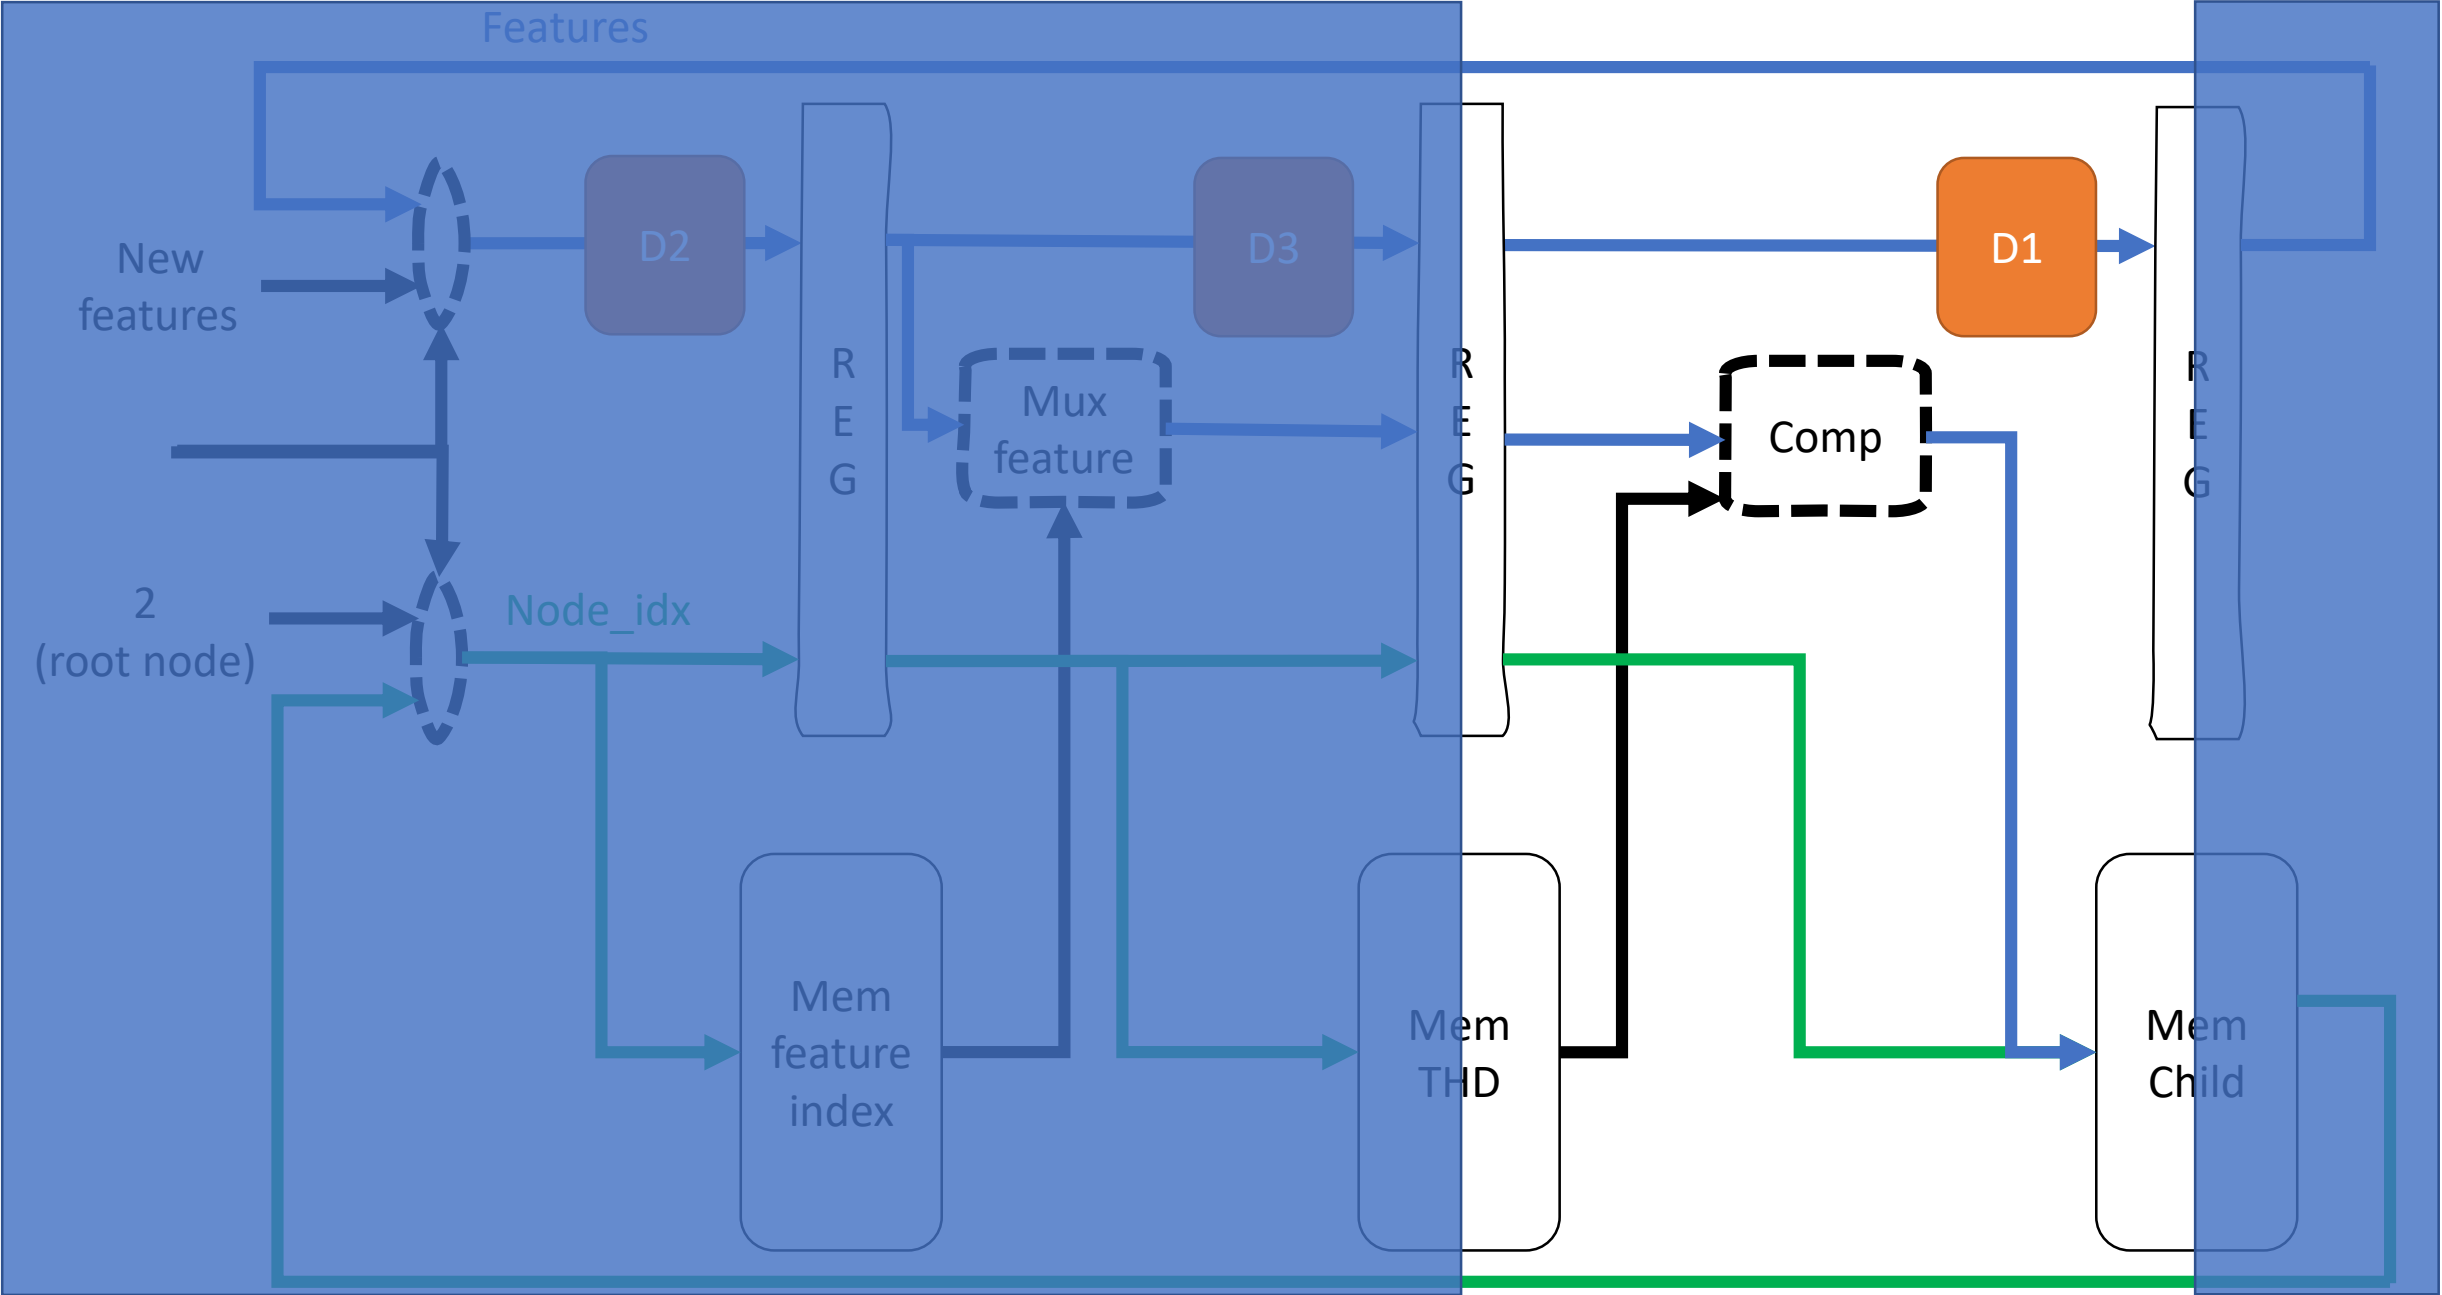 Features
D2
D3
D1
New
features
R
E
G
R
E
G
R
E
G
Mux
feature
Comp
2
(root node)
Node_idx
Mem
feature
index
Mem
THD
Mem
Child